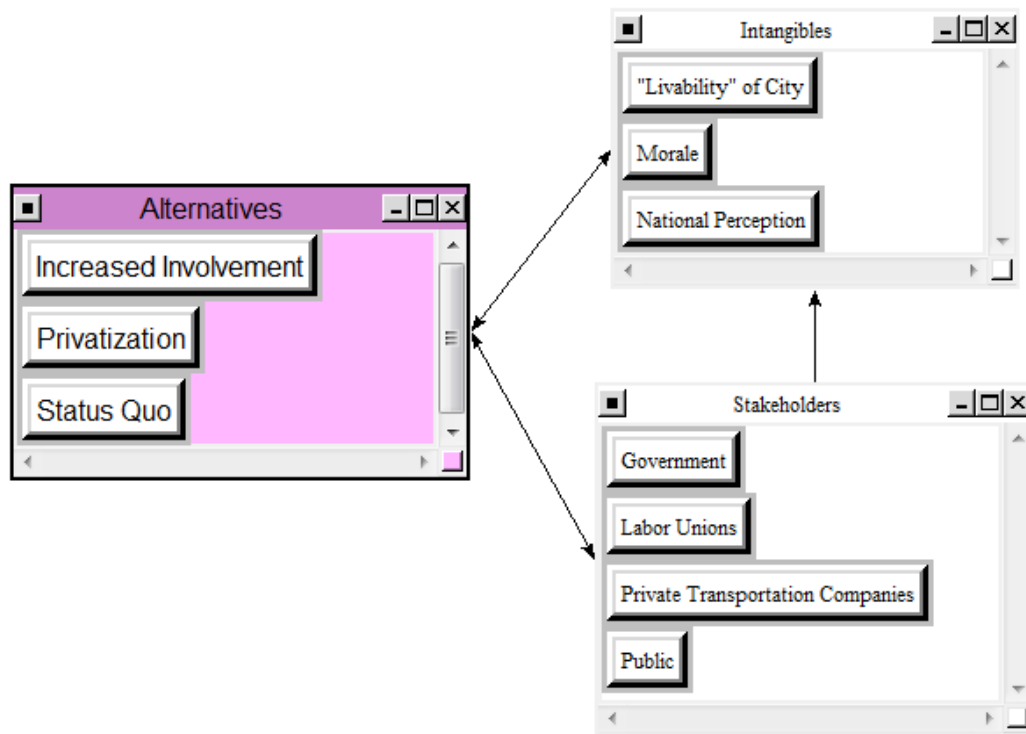 Alternatives
Increased Involvement
Privatization
Status Quo
Intangibles
"Livability" of City
Morale
National Perception
Stakeholders
Government
Labor Unions
Private Transportation Companies
Public